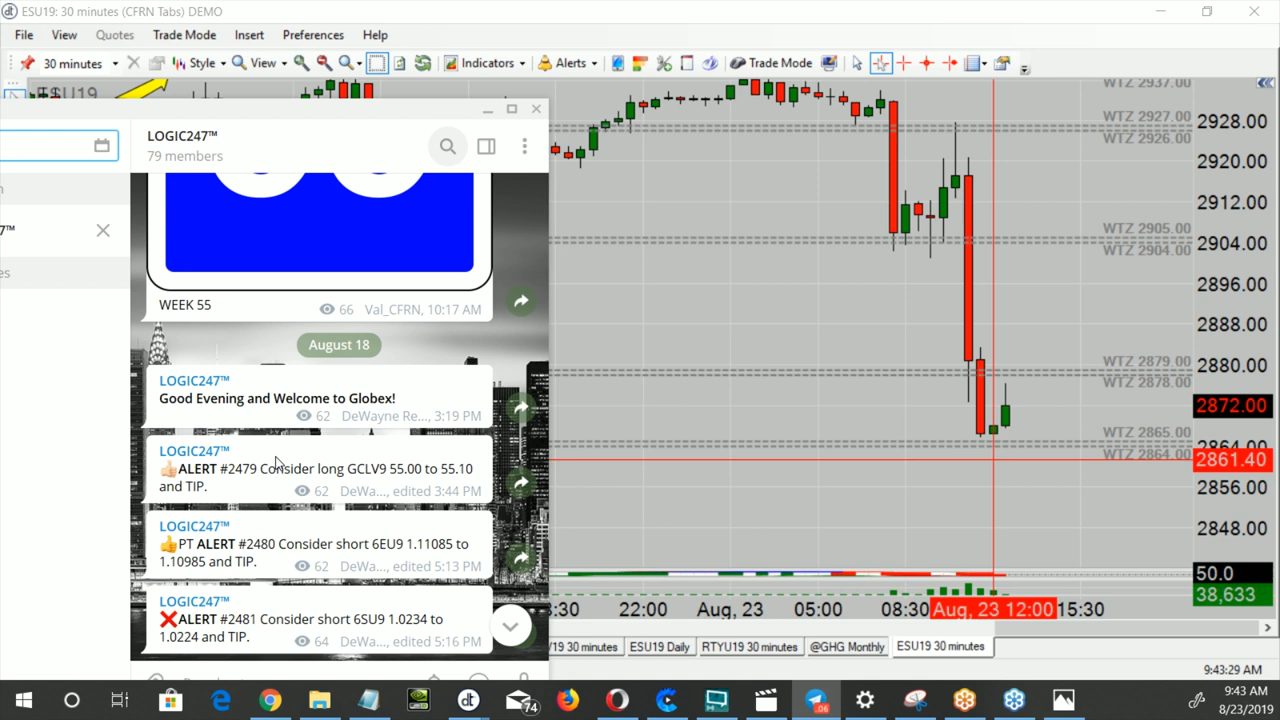 ESU19: 30 minutes (CFRN Tabs) DEMO
File View Quotes Trade Mode Insert Preferences Help
30 minutes Style View Indicators Alerts Trade Mode
ESU19
LOGIC247™
79 members
7™
es
WEEK 55
66 Val_CFRN, 10:17 AM
August 18
LOGIC247™
Good Evening and Welcome to Globex!
62 DeWayne Re..., 3:19 PM
LOGIC247™
👍ALERT #2479 Consider long GCLV9 55.00 to 55.10
and TIP.
62 DeWa..., edited 3:44 PM
LOGIC247™
👍PT ALERT #2480 Consider short 6EU9 1.11085 to
1.10985 and TIP.
62 DeWa..., edited 5:13 PM
LOGIC247™
❌ALERT #2481 Consider short 6SU9 1.0234 to
1.0224 and TIP.
64 DeWa..., edited 5:16 PM
WTZ 2937.00
WTZ 2927.00
WTZ 2926.00
WTZ 2905.00
WTZ 2904.00
WTZ 2879.00
WTZ 2878.00
WTZ 2865.00
WTZ 2864.00
2928.00
2920.00
2912.00
2904.00
2896.00
2888.00
2880.00
2872.00
2864.00
2861.40
2856.00
2848.00
50.0
38,633
:30 22:00 Aug, 23 05:00 08:30 Aug, 23 12:00 15:30
/19 30 minutes ESU19 Daily RTYU19 30 minutes @GHG Monthly ESU19 30 minutes
9:43:29 AM
74
.06
9:43 AM
8/23/2019